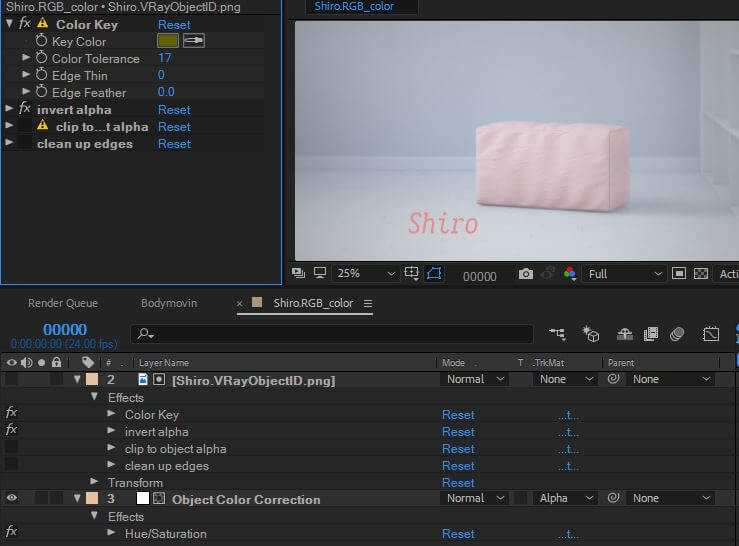 Shiro.RGB_color • Shiro.VRayObjectID.png
fx Color Key Reset
Key Color
Color Tolerance 17
Edge Thin 0
Edge Feather 0.0
fx invert alpha Reset
clip to...t alpha Reset
clean up edges Reset
Shiro.RGB_color
Shiro
25% 00000 Full Acti
Render Queue Bodymovin × Shiro.RGB_color
00000
0:00:00:00 (24.00 fps)
# . Layer Name Mode . T .TrkMat Parent
2 [Shiro.VRayObjectID.png] Normal None None
Effects
fx Color Key Reset ...t...
fx invert alpha Reset ...t...
clip to object alpha Reset ...t...
clean up edges Reset ...t...
Transform Reset
3 Object Color Correction Normal Alpha None
Effects
fx Hue/Saturation Reset ...t...